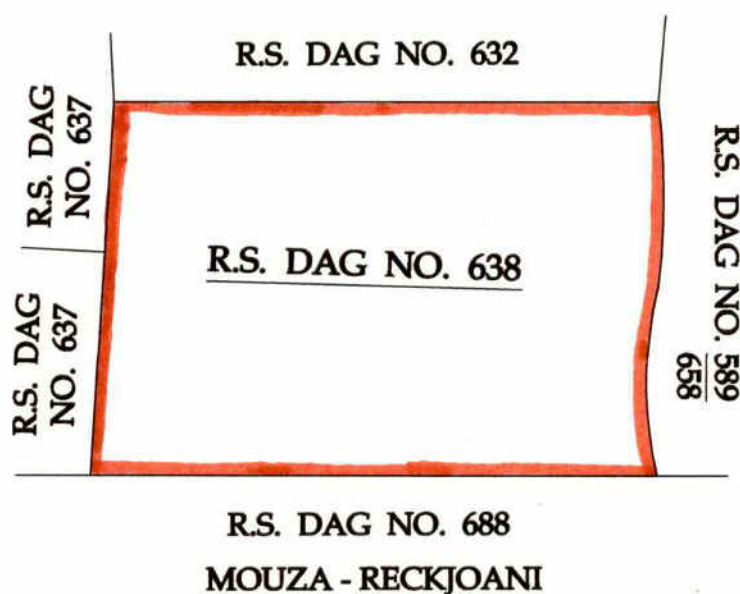 R.S. DAG NO. 632
R.S. DAG
NO. 637
R.S. DAG NO. 638
R.S. DAG
NO. 637
R.S. DAG NO. 589
658
R.S. DAG NO. 688
MOUZA - RECKJOANI